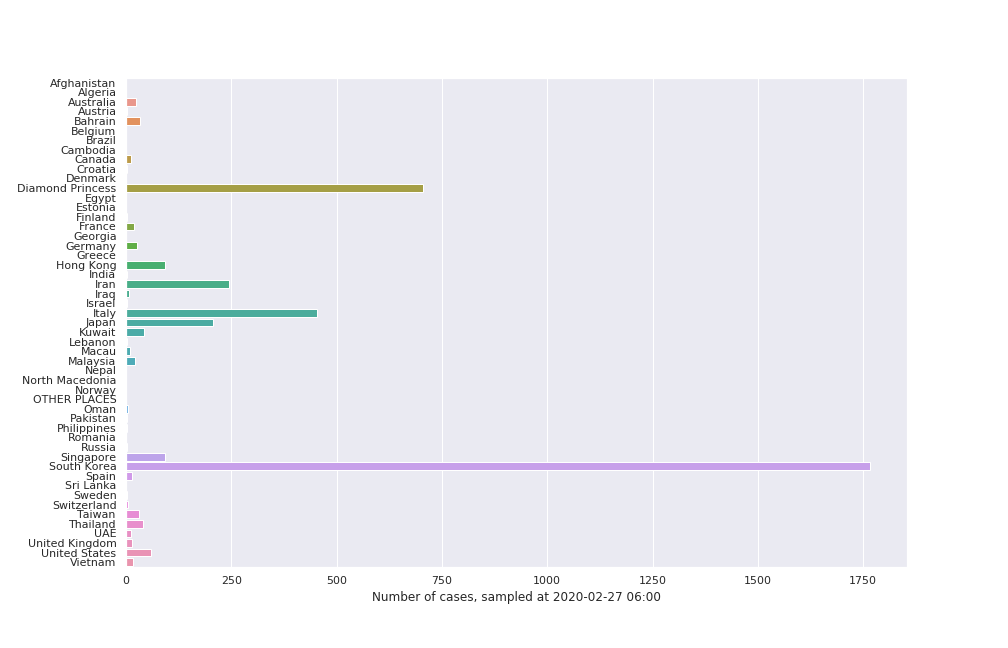 Afghanistan
Algeria
Australia
Austria
Bahrain
Belgium
Brazil
Cambodia
Canada
Croatia
Denmark
Diamond Princess
Egypt
Estonia
Finland
France
Georgia
Germany
Greece
Hong Kong
India
Iran
Iraq
Israel
Italy
Japan
Kuwait
Lebanon
Macau
Malaysia
Nepal
North Macedonia
Norway
OTHER PLACES
Oman
Pakistan
Philippines
Romania
Russia
Singapore
South Korea
Spain
Sri Lanka
Sweden
Switzerland
Taiwan
Thailand
UAE
United Kingdom
United States
Vietnam
0 250 500 750 1000 1250 1500 1750
Number of cases, sampled at 2020-02-27 06:00